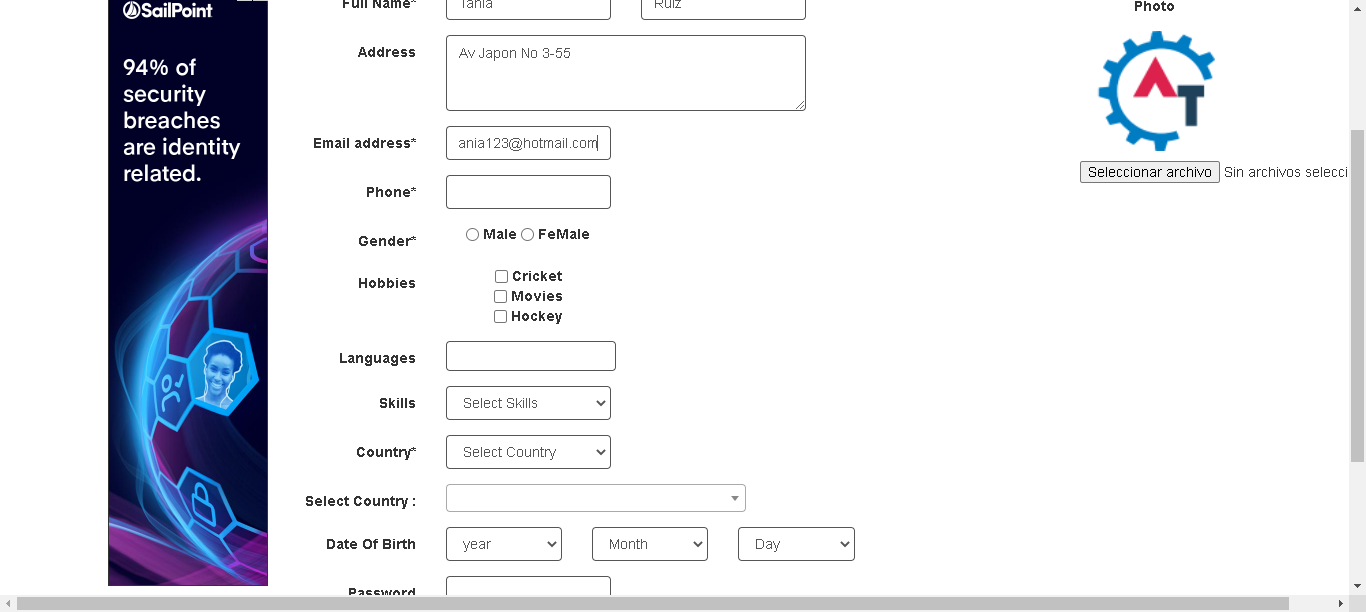 SailPoint
94% of
security
breaches
are identity
related.
Full Name*
Tania
Ruiz
Photo
Address
Av Japon No 3-55
AT
Email address*
ania123@hotmail.com
Seleccionar archivo Sin archivos selecci
Phone*
Gender*
Male FeMale
Hobbies
Cricket
Movies
Hockey
Languages
Skills
Select Skills
Country*
Select Country
Select Country :
Date Of Birth
year
Month
Day
Password